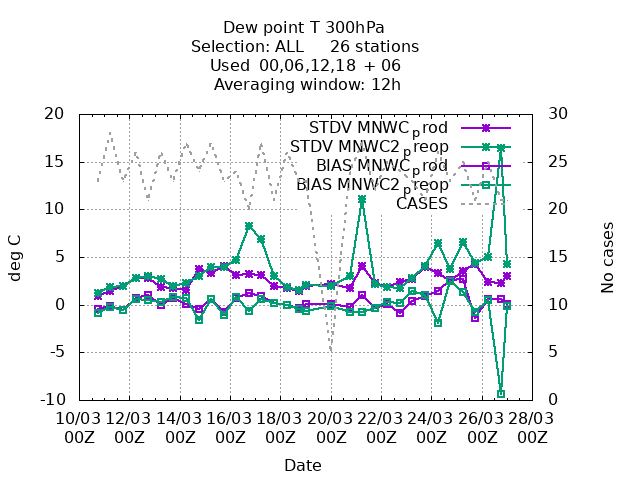 Dew point T 300hPa
Selection: ALL 26 stations
Used 00,06,12,18 + 06
Averaging window: 12h
20 30
STDV MNWC_prod
STDV MNWC2_preop
15 25
BIAS MNWC_prod
BIAS MNWC2_preop
CASES
10 20
5 15
0 10
-5 5
-10 0
deg C
No cases
10/03 12/03 14/03 16/03 18/03 20/03 22/03 24/03 26/03 28/03
00Z 00Z 00Z 00Z 00Z 00Z 00Z 00Z 00Z 00Z
Date